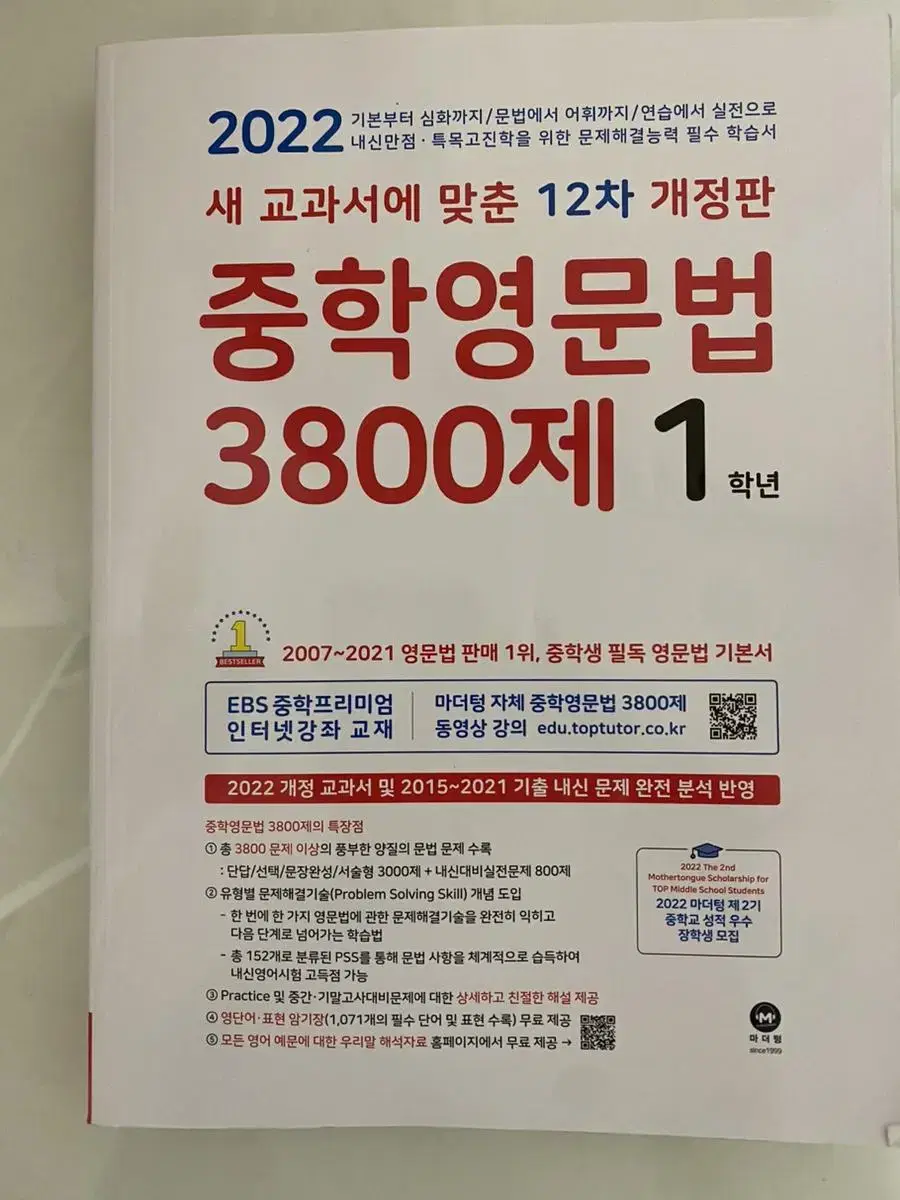 2022
기본부터 심화까지/문법에서 어휘까지/연습에서 실전으로
내신만점·특목고진학을 위한 문제해결능력 필수 학습서
새 교과서에 맞춘 12차 개정판
중학영문법
3800제 1 학년
1
BESTSELLER
2007~2021 영문법 판매 1위, 중학생 필독 영문법 기본서
EBS 중학프리미엄
인터넷강좌 교재
마더텅 자체 중학영문법 3800제
동영상 강의 edu.toptutor.co.kr
2022 개정 교과서 및 2015~2021 기출 내신 문제 완전 분석 반영
중학영문법 3800제의 특장점
① 총 3800 문제 이상의 풍부한 양질의 문법 문제 수록
: 단답/선택/문장완성/서술형 3000제 + 내신대비실전문제 800제
② 유형별 문제해결기술(Problem Solving Skill) 개념 도입
- 한 번에 한 가지 영문법에 관한 문제해결기술을 완전히 익히고
다음 단계로 넘어가는 학습법
- 총 152개로 분류된 PSS를 통해 문법 사항을 체계적으로 습득하여
내신영어시험 고득점 가능
③ Practice 및 중간·기말고사대비문제에 대한 상세하고 친절한 해설 제공
④ 영단어·표현 암기장(1,071개의 필수 단어 및 표현 수록) 무료 제공
⑤ 모든 영어 예문에 대한 우리말 해석자료 홈페이지에서 무료 제공 →
2022 The 2nd
Mothertongue Scholarship for
TOP Middle School Students
2022 마더텅 제2기
중학교 성적 우수
장학생 모집
M
마더텅
since1999